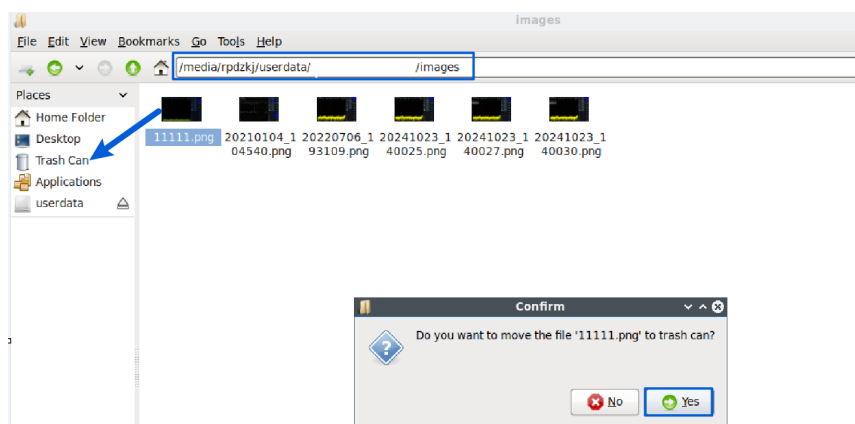 images
File Edit View Bookmarks Go Tools Help
/media/rpdzkj/userdata/ /images
Places
Home Folder
Desktop
Trash Can
Applications
userdata
11111.png 20210104_1 20220706_1 20241023_1 20241023_1 20241023_1
04540.png 93109.png 40025.png 40027.png 40030.png
Confirm
Do you want to move the file '11111.png' to trash can?
No Yes